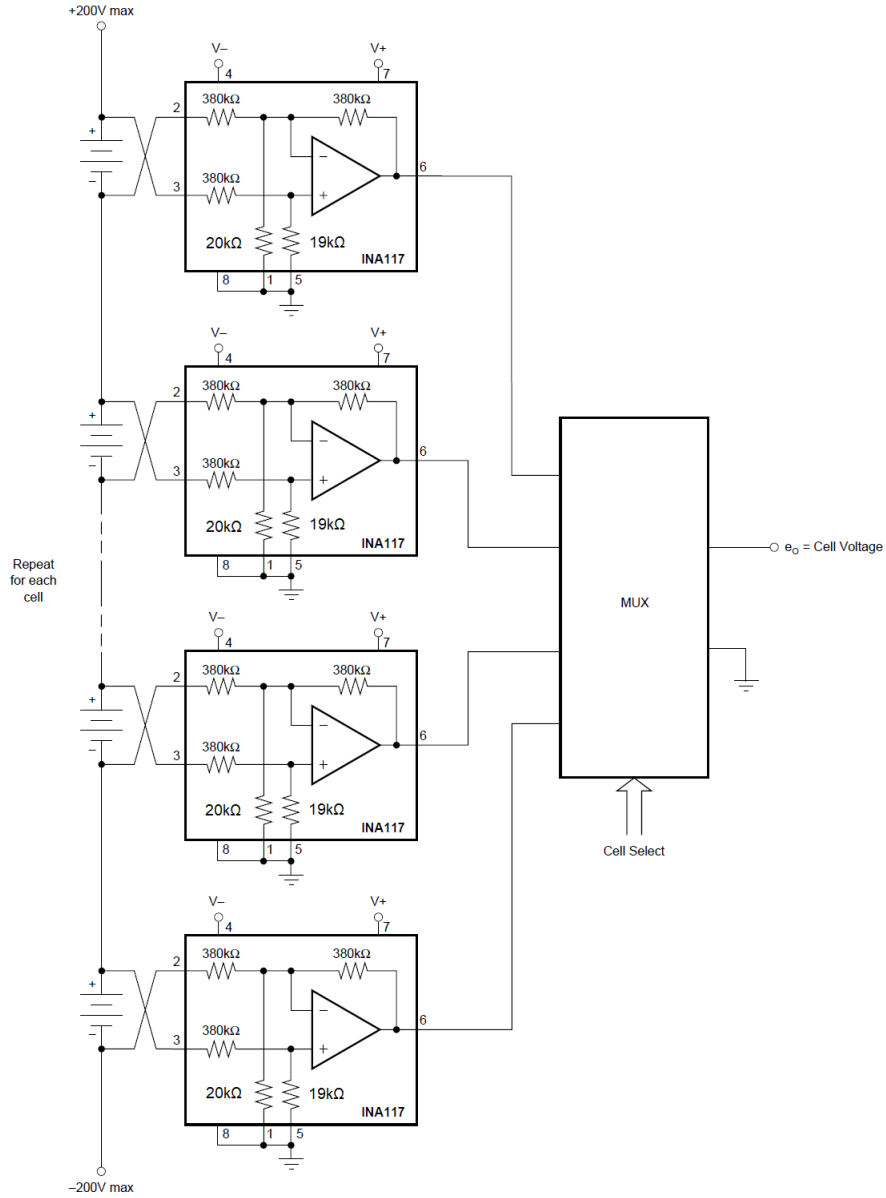 +200V max
V–
V+
4
7
2
380kΩ
380kΩ
+
–
–
6
3
380kΩ
+
20kΩ
19kΩ
INA117
8
1
5
V–
V+
4
7
2
380kΩ
380kΩ
+
–
–
6
3
380kΩ
+
20kΩ
19kΩ
INA117
8
1
5
Repeat
for each
cell
MUX
eO = Cell Voltage
Cell Select
V–
V+
4
7
2
380kΩ
380kΩ
+
–
–
6
3
380kΩ
+
20kΩ
19kΩ
INA117
8
1
5
V–
V+
4
7
2
380kΩ
380kΩ
+
–
–
6
3
380kΩ
+
20kΩ
19kΩ
INA117
8
1
5
–200V max